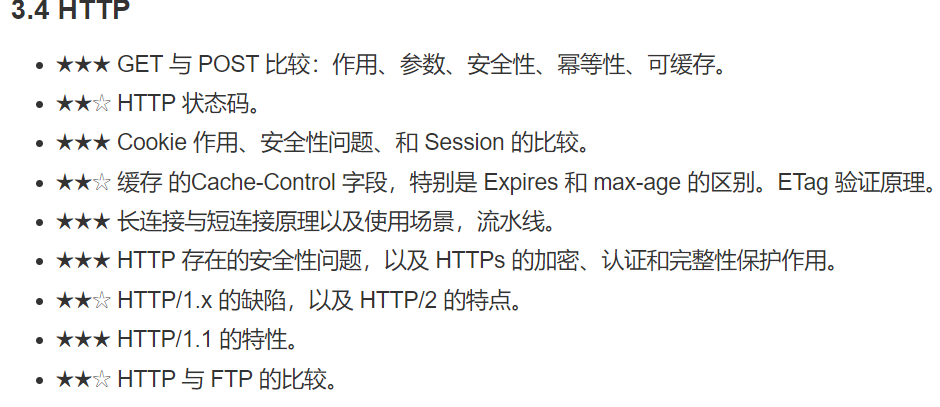 3.4 HTTP
★★★ GET 与 POST 比较：作用、参数、安全性、幂等性、可缓存。
★★☆ HTTP 状态码。
★★★ Cookie 作用、安全性问题、和 Session 的比较。
★★☆ 缓存 的Cache-Control 字段，特别是 Expires 和 max-age 的区别。ETag 验证原理。
★★★ 长连接与短连接原理以及使用场景，流水线。
★★★ HTTP 存在的安全性问题，以及 HTTPs 的加密、认证和完整性保护作用。
★★☆ HTTP/1.x 的缺陷，以及 HTTP/2 的特点。
★★★ HTTP/1.1 的特性。
★★☆ HTTP 与 FTP 的比较。